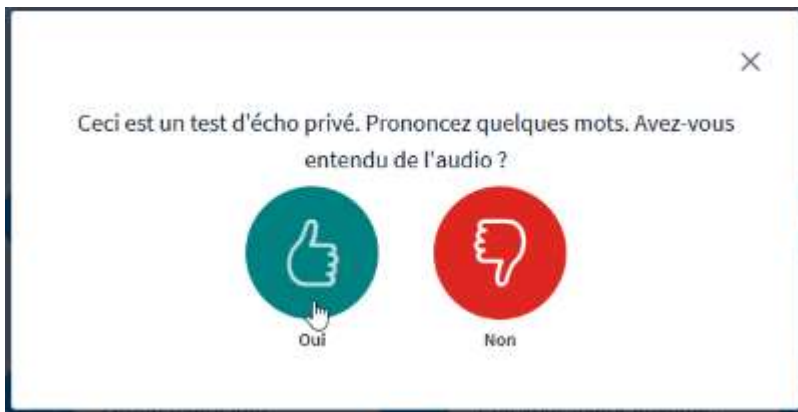 Ceci est un test d'écho privé. Prononcez quelques mots. Avez-vous
entendu de l'audio ?
Oui
Non